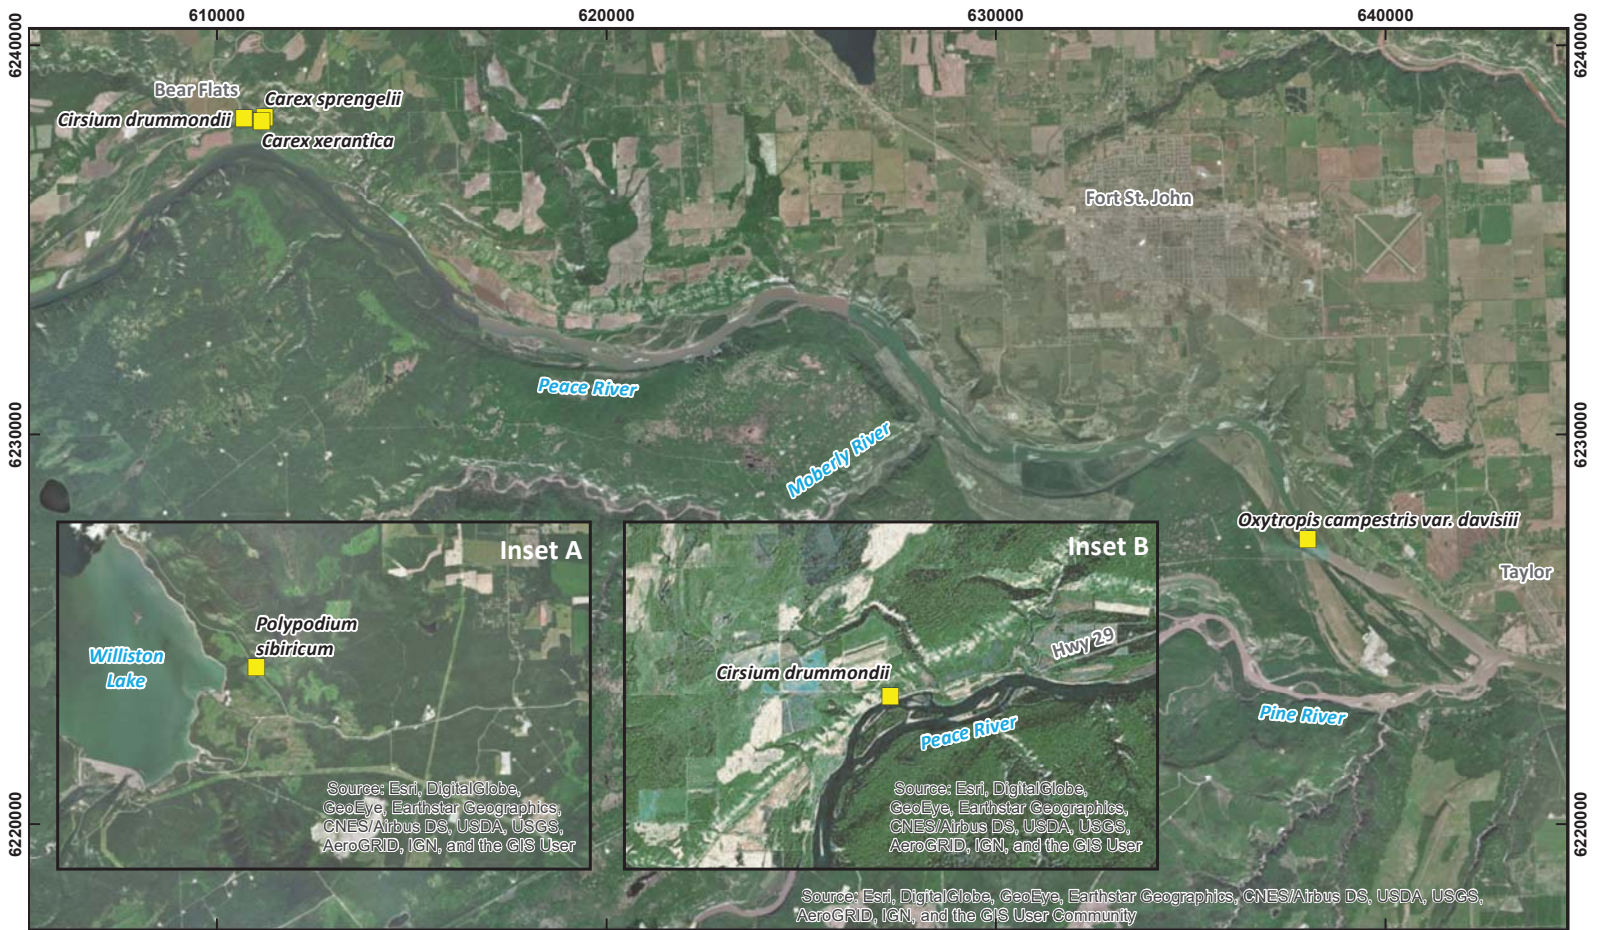 610000
620000
630000
640000
6240000
6240000
Bear Flats
Carex sprengelii
Cirsium drummondii
Carex xerantica
Fort St. John
Peace River
Moberly River
6230000
6230000
Oxytropis campestris var. davisiii
Taylor
Pine River
Inset A
Polypodium
sibiricum
Williston
Lake
Source: Esri, DigitalGlobe,
GeoEye, Earthstar Geographics,
CNES/Airbus DS, USDA, USGS,
AeroGRID, IGN, and the GIS User
Inset B
Hwy 29
Cirsium drummondii
Peace River
Source: Esri, DigitalGlobe,
GeoEye, Earthstar Geographics,
CNES/Airbus DS, USDA, USGS,
AeroGRID, IGN, and the GIS User
6220000
6220000
Source: Esri, DigitalGlobe, GeoEye, Earthstar Geographics, CNES/Airbus DS, USDA, USGS,
AeroGRID, IGN, and the GIS User Community